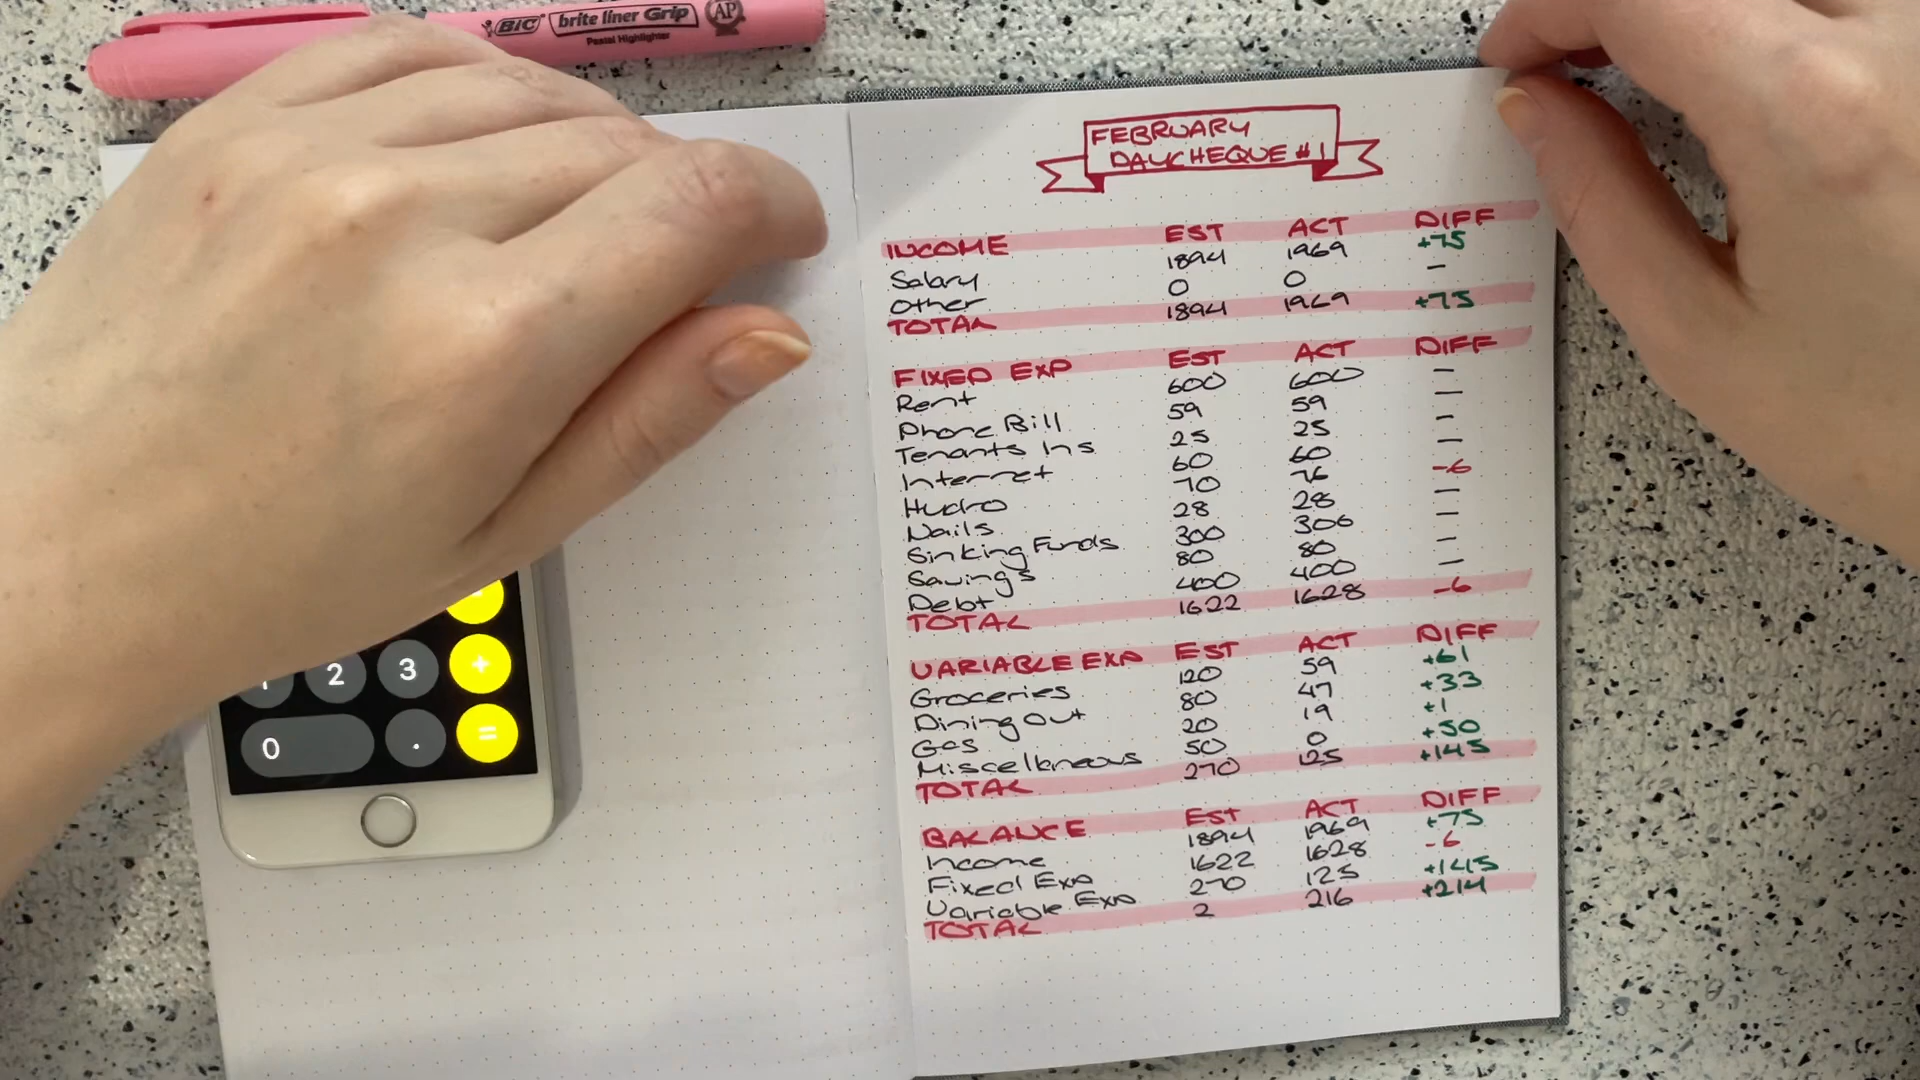 BIC brite liner Grip AP
Pastel Highlighter
FEBRUARY
PAYCHEQUE #1
INCOME EST ACT DIFF
Salary 1894 1969 +75
Other 0 0 —
TOTAL 1894 1969 +75
FIXED EXP EST ACT DIFF
Rent 600 600 —
Phone Bill 59 59 —
Tenants Ins 25 25 —
Internet 60 60 —
Hydro 70 76 -6
Nails 28 28 —
Sinking Funds 300 300 —
Savings 80 80 —
Debt 400 400 —
TOTAL 1622 1628 -6
VARIABLE EXP EST ACT DIFF
Groceries 120 59 +61
Dining Out 80 47 +33
Gas 20 19 +1
Miscellaneous 50 0 +50
TOTAL 270 125 +145
BALANCE EST ACT DIFF
Income 1894 1969 +75
Fixed Exp 1622 1628 -6
Variable Exp 270 125 +145
TOTAL 2 216 +214
1 2 3 +
0 . =